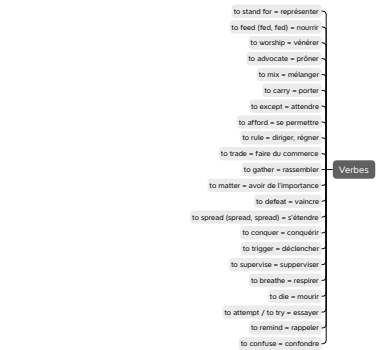 to stand for = représenter
to feed (fed, fed) = nourrir
to worship = vénérer
to advocate = prôner
to mix = mélanger
to carry = porter
to except = attendre
to afford = se permettre
to rule = diriger, régner
to trade = faire du commerce
to gather = rassembler
Verbes
to matter = avoir de l'importance
to defeat = vaincre
to spread (spread, spread) = s'étendre
to conquer = conquérir
to trigger = déclencher
to supervise = supperviser
to breathe = respirer
to die = mourir
to attempt / to try = essayer
to remind = rappeler
to confuse = confondre